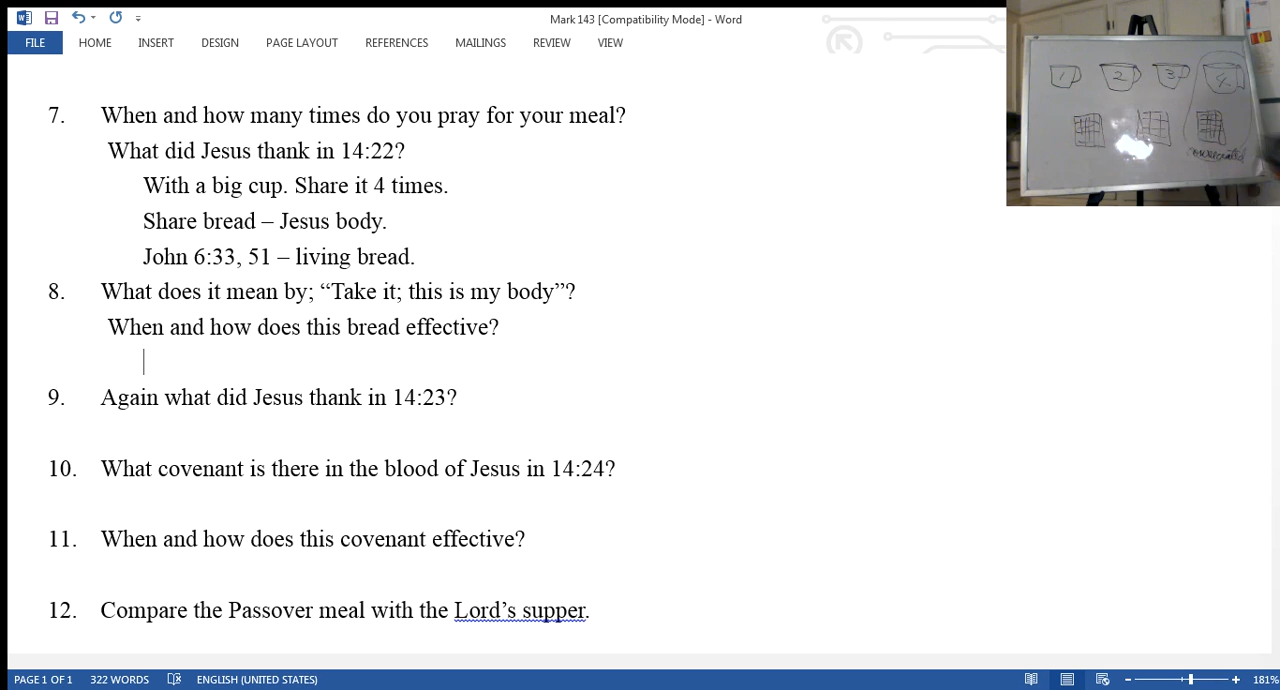 Mark 143 [Compatibility Mode] - Word
FILE HOME INSERT DESIGN PAGE LAYOUT REFERENCES MAILINGS REVIEW VIEW
1 2 3 4
7. When and how many times do you pray for your meal?
What did Jesus thank in 14:22?
With a big cup. Share it 4 times.
Share bread – Jesus body.
John 6:33, 51 – living bread.
8. What does it mean by; “Take it; this is my body”?
When and how does this bread effective?
9. Again what did Jesus thank in 14:23?
10. What covenant is there in the blood of Jesus in 14:24?
11. When and how does this covenant effective?
12. Compare the Passover meal with the Lord’s supper.
PAGE 1 OF 1 322 WORDS ENGLISH (UNITED STATES) 181%